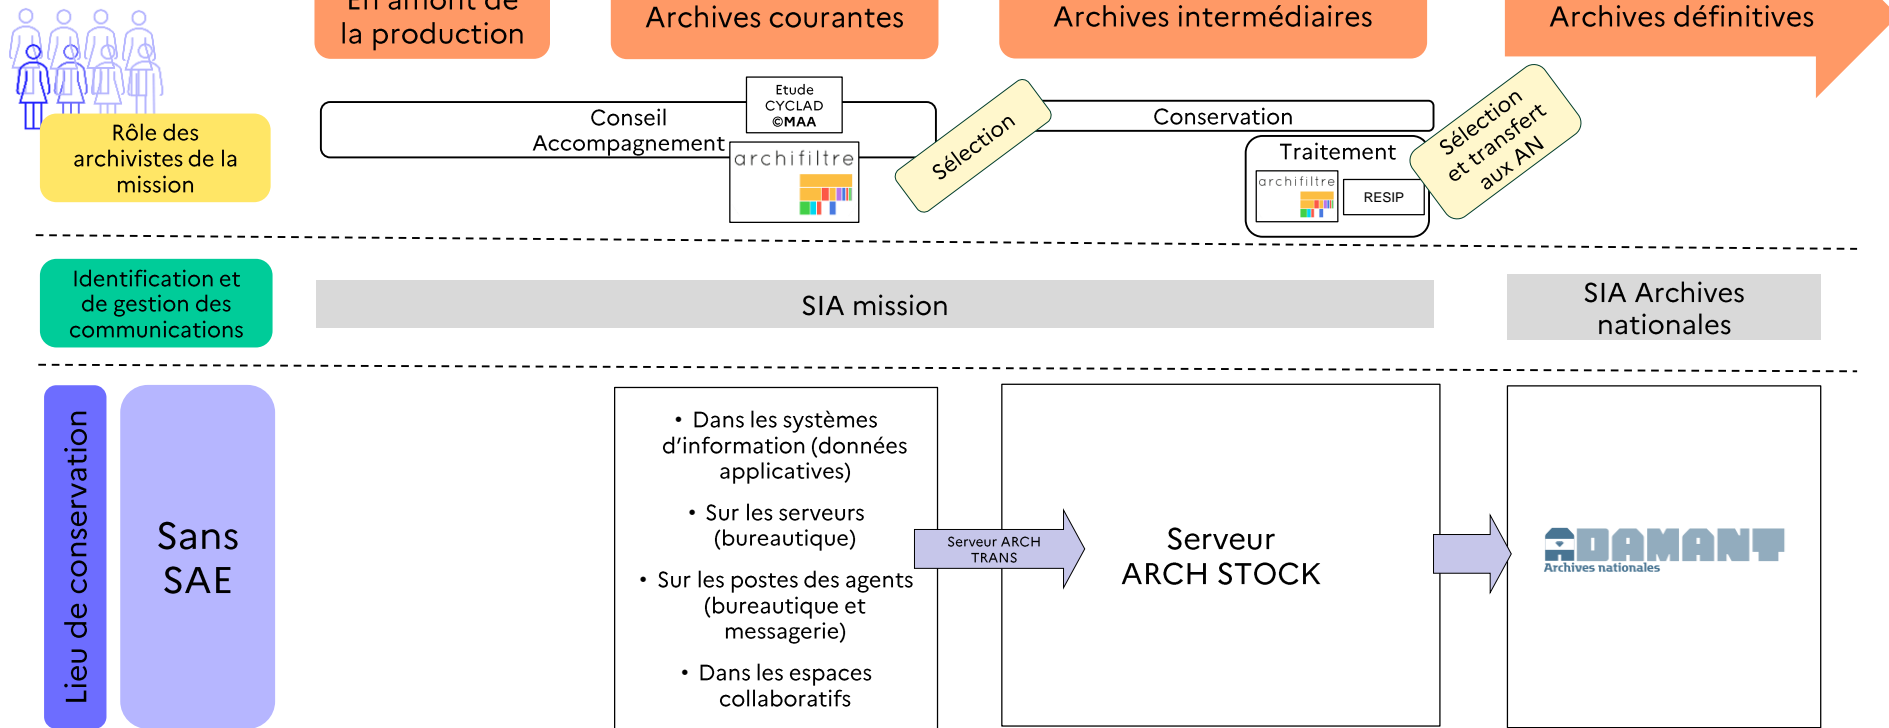 En amont de
la production
Archives courantes
Archives intermédiaires
Archives définitives
Rôle des
archivistes de la
mission
Conseil
Accompagnement
Etude
CYCLAD
©MAA
archifiltre
Sélection
Conservation
Traitement
archifiltre
RESIP
Sélection
et transfert
aux AN
Identification et
de gestion des
communications
SIA mission
SIA Archives
nationales
Lieu de conservation
Sans
SAE
• Dans les systèmes
d’information (données
applicatives)
• Sur les serveurs
(bureautique)
• Sur les postes des agents
(bureautique et
messagerie)
• Dans les espaces
collaboratifs
Serveur ARCH
TRANS
Serveur
ARCH STOCK
ADAMANT
Archives nationales